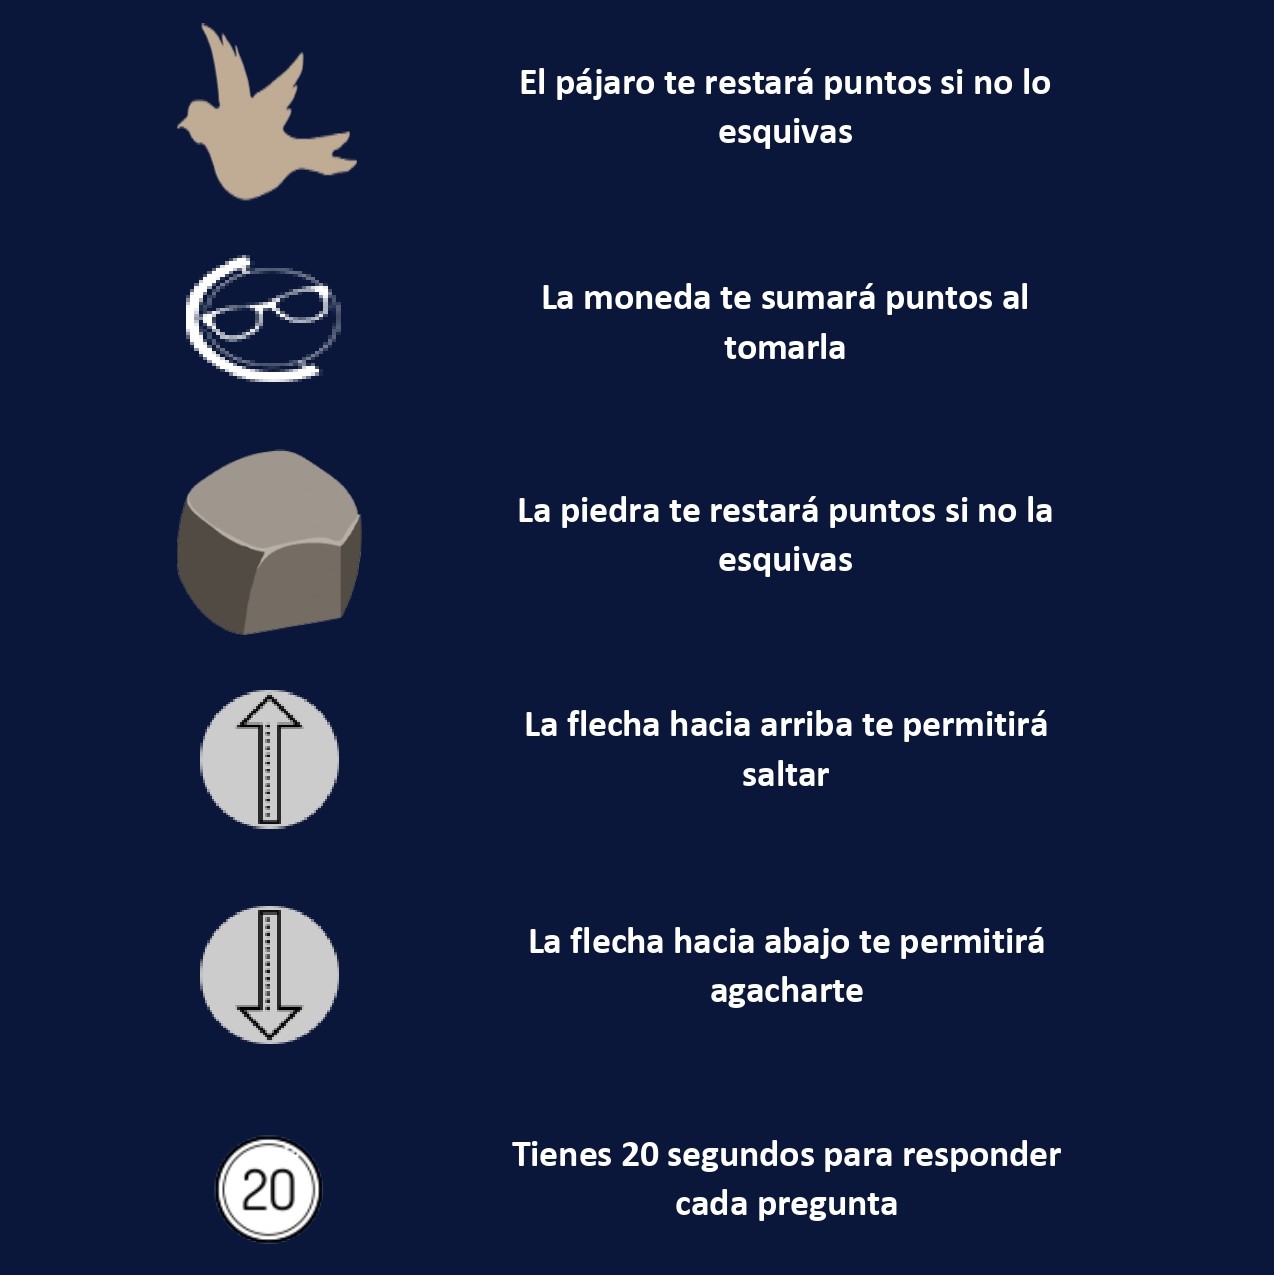 El pájaro te restará puntos si no lo
esquivas
La moneda te sumará puntos al
tomarla
La piedra te restará puntos si no la
esquivas
La flecha hacia arriba te permitirá
saltar
La flecha hacia abajo te permitirá
agacharte
20
Tienes 20 segundos para responder
cada pregunta